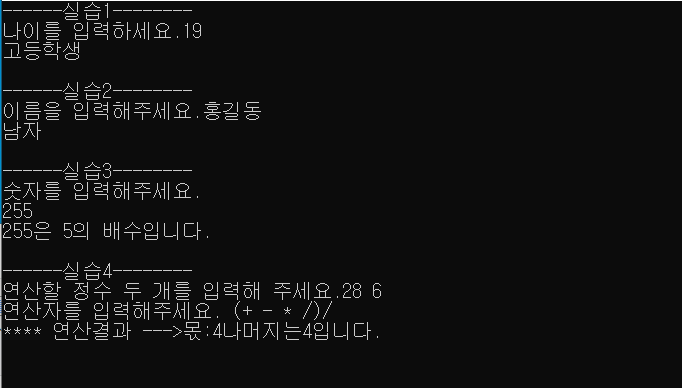 ------실습1--------
나이를 입력하세요.19
고등학생
------실습2--------
이름을 입력해주세요.홍길동
남자
------실습3--------
숫자를 입력해주세요.
255
255은 5의 배수입니다.
------실습4--------
연산할 정수 두 개를 입력해 주세요.28 6
연산자를 입력해주세요. (+ - * /)/
**** 연산결과 --->몫:4나머지는4입니다.